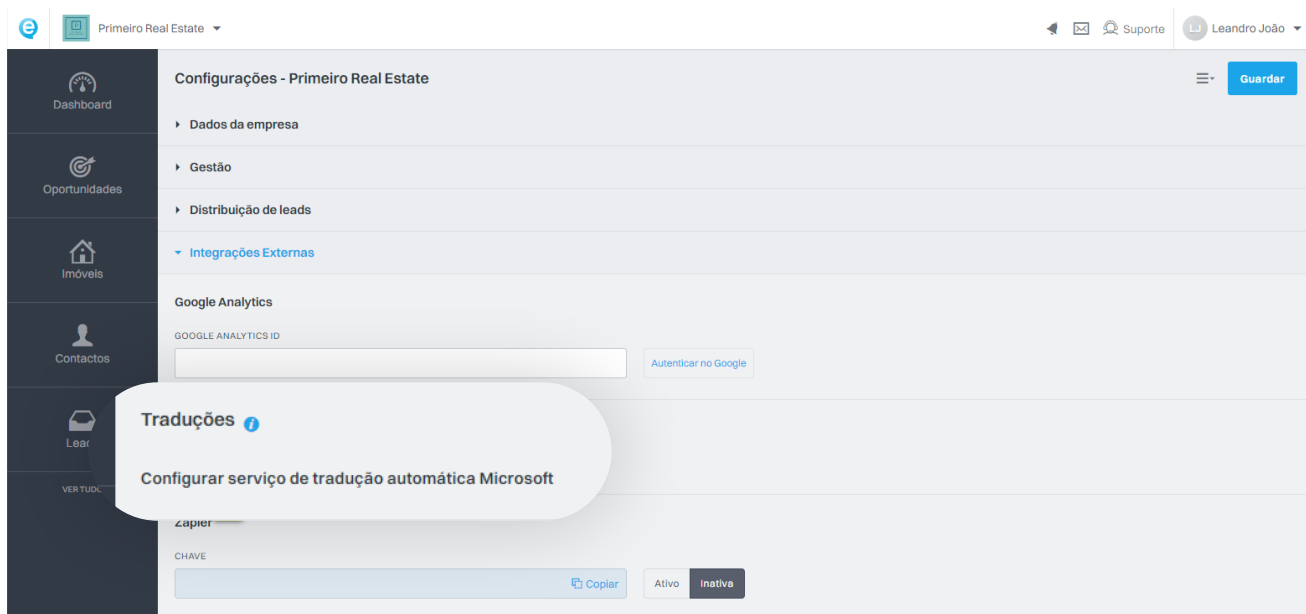 Primeiro Real Estate
Suporte
LJ
Leandro João
Configurações - Primeiro Real Estate
Guardar
Dashboard
Dados da empresa
Gestão
Oportunidades
Distribuição de leads
Integrações Externas
Imóveis
Google Analytics
GOOGLE ANALYTICS ID
Contactos
Autenticar no Google
Traduções
Configurar serviço de tradução automática Microsoft
Zapier
CHAVE
Copiar
Ativo
Inativa